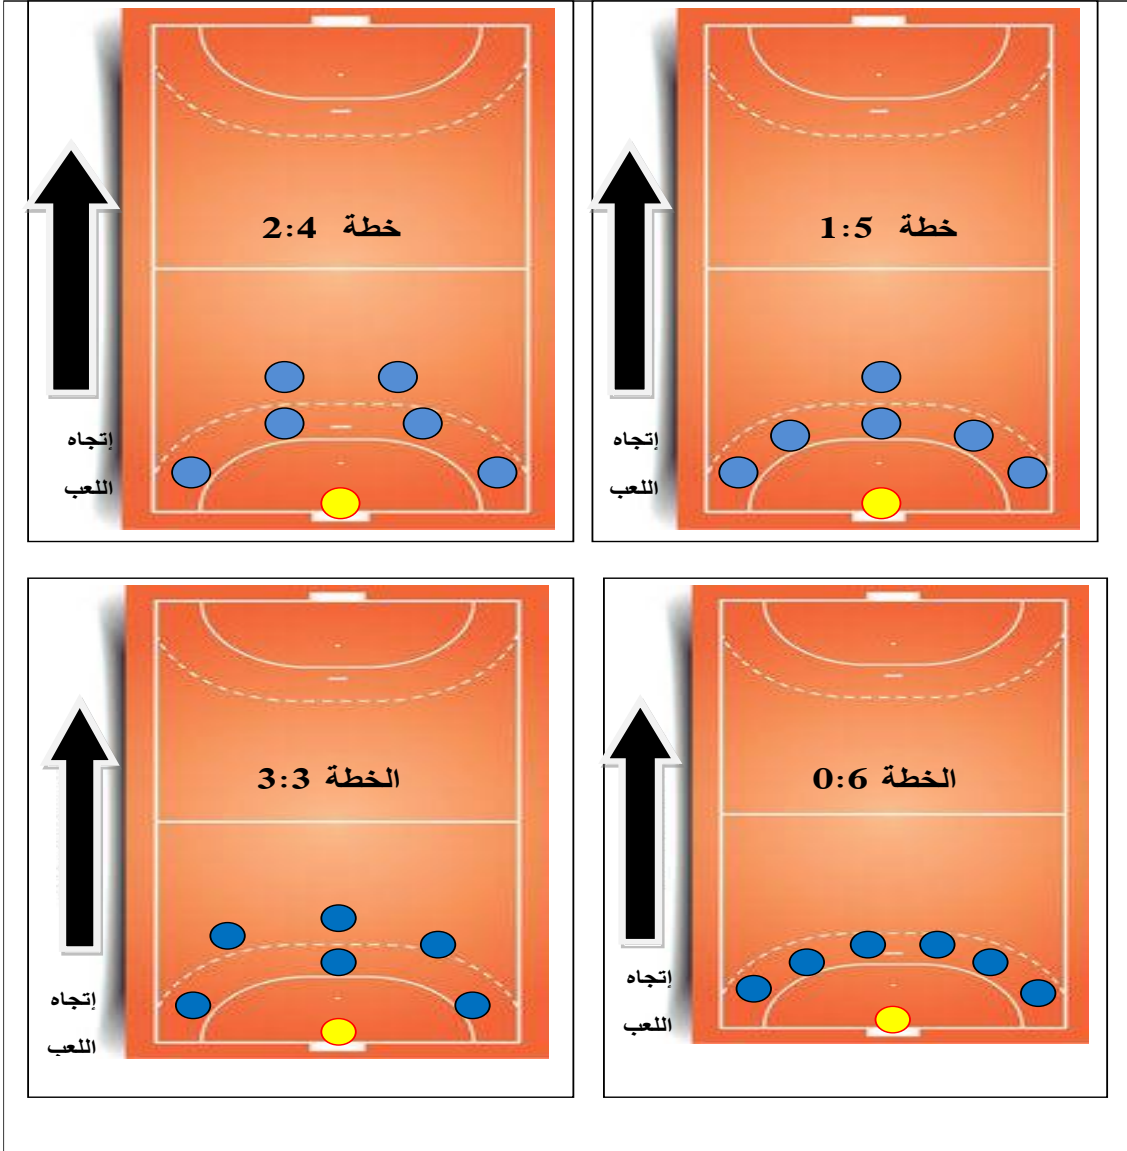 خطة 1:5
إتجاه
اللعب
خطة 2:4
إتجاه
اللعب
الخطة 0:6
إتجاه
اللعب
الخطة 3:3
إتجاه
اللعب